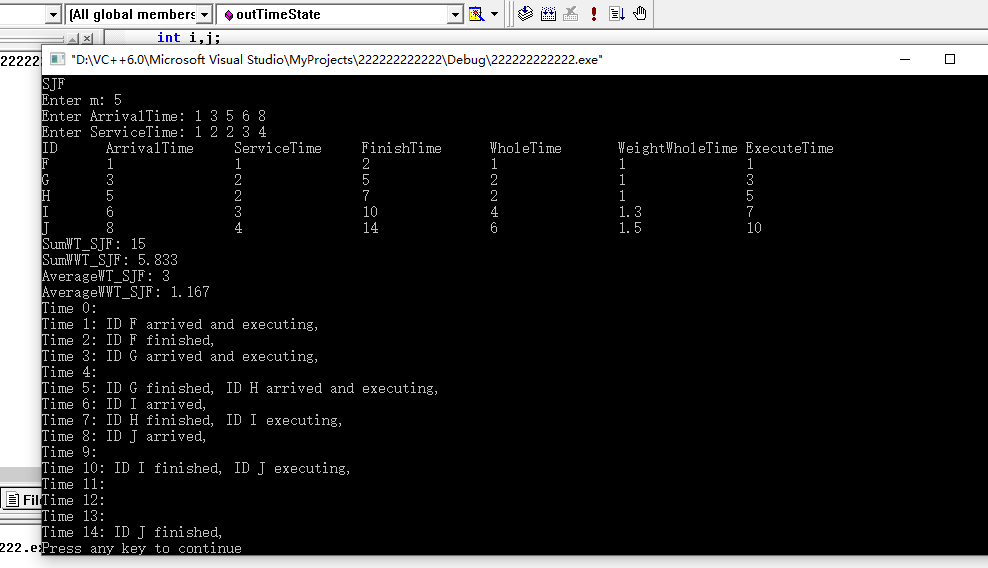 (All global members outTimeState
int i,j;
22222
"D:\VC++6.0\Microsoft Visual Studio\MyProjects\222222222222\Debug\222222222222.exe"
SJF
Enter m: 5
Enter ArrivalTime: 1 3 5 6 8
Enter ServiceTime: 1 2 2 3 4
ID ArrivalTime ServiceTime FinishTime WholeTime WeightWholeTime ExecuteTime
F 1 1 2 1 1 1
G 3 2 5 2 1 3
H 5 2 7 2 1 5
I 6 3 10 4 1.3 7
J 8 4 14 6 1.5 10
SumWT_SJF: 15
SumWWT_SJF: 5.833
AverageWT_SJF: 3
AverageWWT_SJF: 1.167
Time 0:
Time 1: ID F arrived and executing,
Time 2: ID F finished,
Time 3: ID G arrived and executing,
Time 4:
Time 5: ID G finished, ID H arrived and executing,
Time 6: ID I arrived,
Time 7: ID H finished, ID I executing,
Time 8: ID J arrived,
Time 9:
Time 10: ID I finished, ID J executing,
Time 11:
Time 12:
Time 13:
Time 14: ID J finished,
Press any key to continue
Fil
222.ex